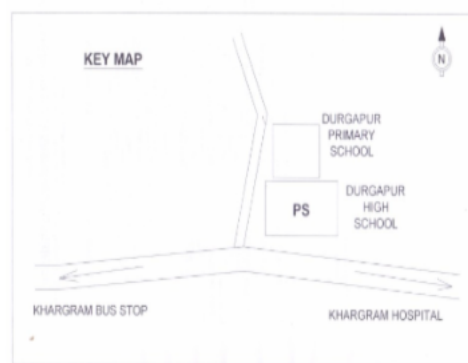 KEY MAP
N
DURGAPUR
PRIMARY
SCHOOL
DURGAPUR
HIGH
SCHOOL
PS
KHARGRAM BUS STOP
KHARGRAM HOSPITAL